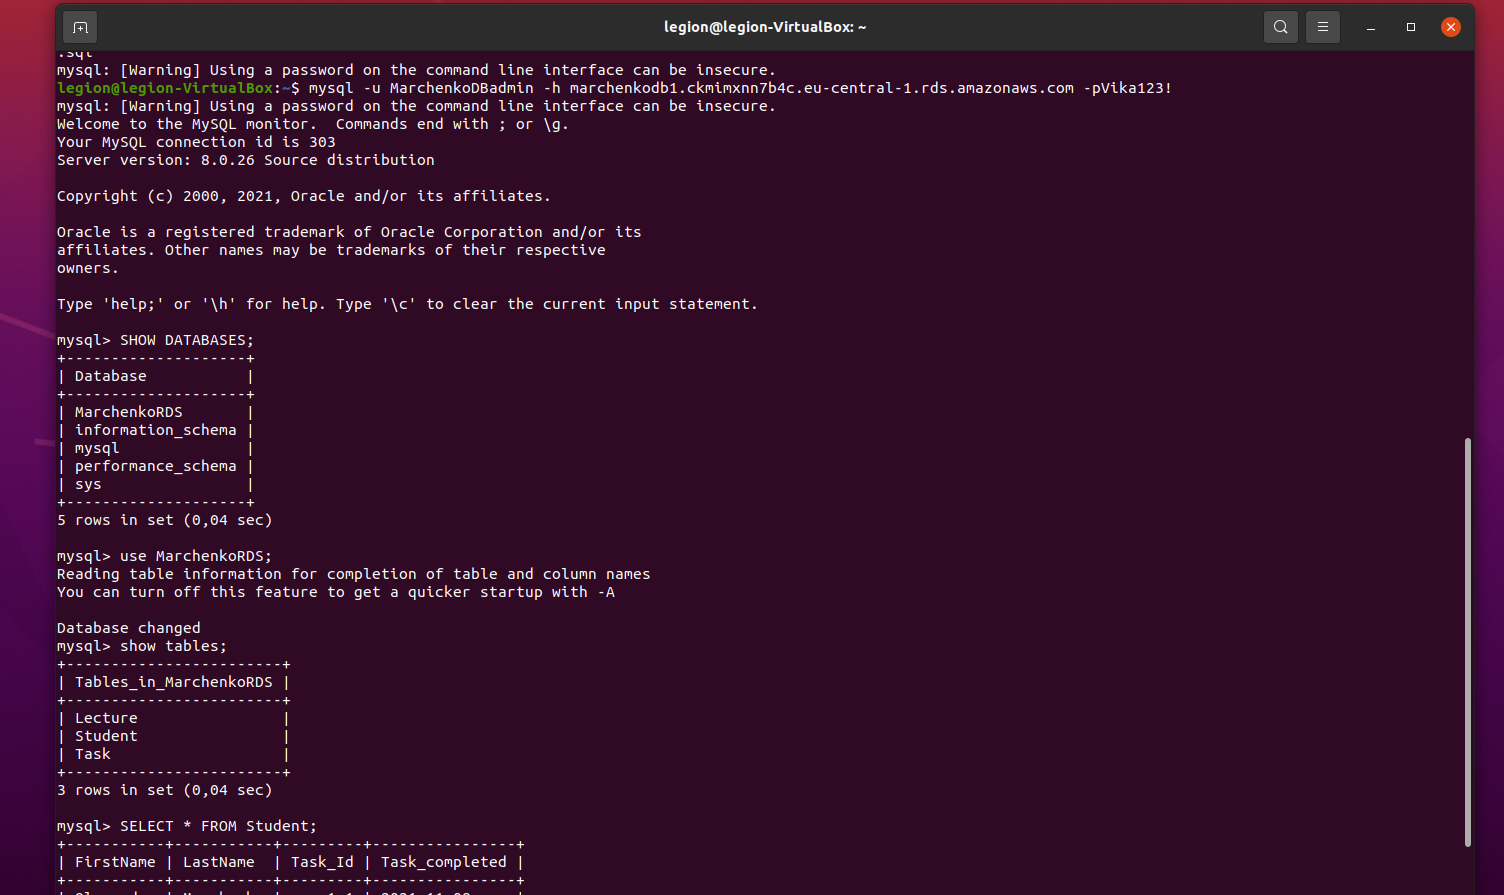 legion@legion-VirtualBox: ~
.sql
mysql: [Warning] Using a password on the command line interface can be insecure.
legion@legion-VirtualBox:~$ mysql -u MarchenkoDBadmin -h marchenkodb1.ckmimxnn7b4c.eu-central-1.rds.amazonaws.com -pVika123!
mysql: [Warning] Using a password on the command line interface can be insecure.
Welcome to the MySQL monitor.  Commands end with ; or \g.
Your MySQL connection id is 303
Server version: 8.0.26 Source distribution

Copyright (c) 2000, 2021, Oracle and/or its affiliates.

Oracle is a registered trademark of Oracle Corporation and/or its
affiliates. Other names may be trademarks of their respective
owners.

Type 'help;' or '\h' for help. Type '\c' to clear the current input statement.

mysql> SHOW DATABASES;
+--------------------+
| Database           |
+--------------------+
| MarchenkoRDS       |
| information_schema |
| mysql              |
| performance_schema |
| sys                |
+--------------------+
5 rows in set (0,04 sec)

mysql> use MarchenkoRDS;
Reading table information for completion of table and column names
You can turn off this feature to get a quicker startup with -A

Database changed
mysql> show tables;
+------------------------+
| Tables_in_MarchenkoRDS |
+------------------------+
| Lecture                |
| Student                |
| Task                   |
+------------------------+
3 rows in set (0,04 sec)

mysql> SELECT * FROM Student;
+-----------+-----------+---------+----------------+
| FirstName | LastName  | Task_Id | Task_completed |
+-----------+-----------+---------+----------------+